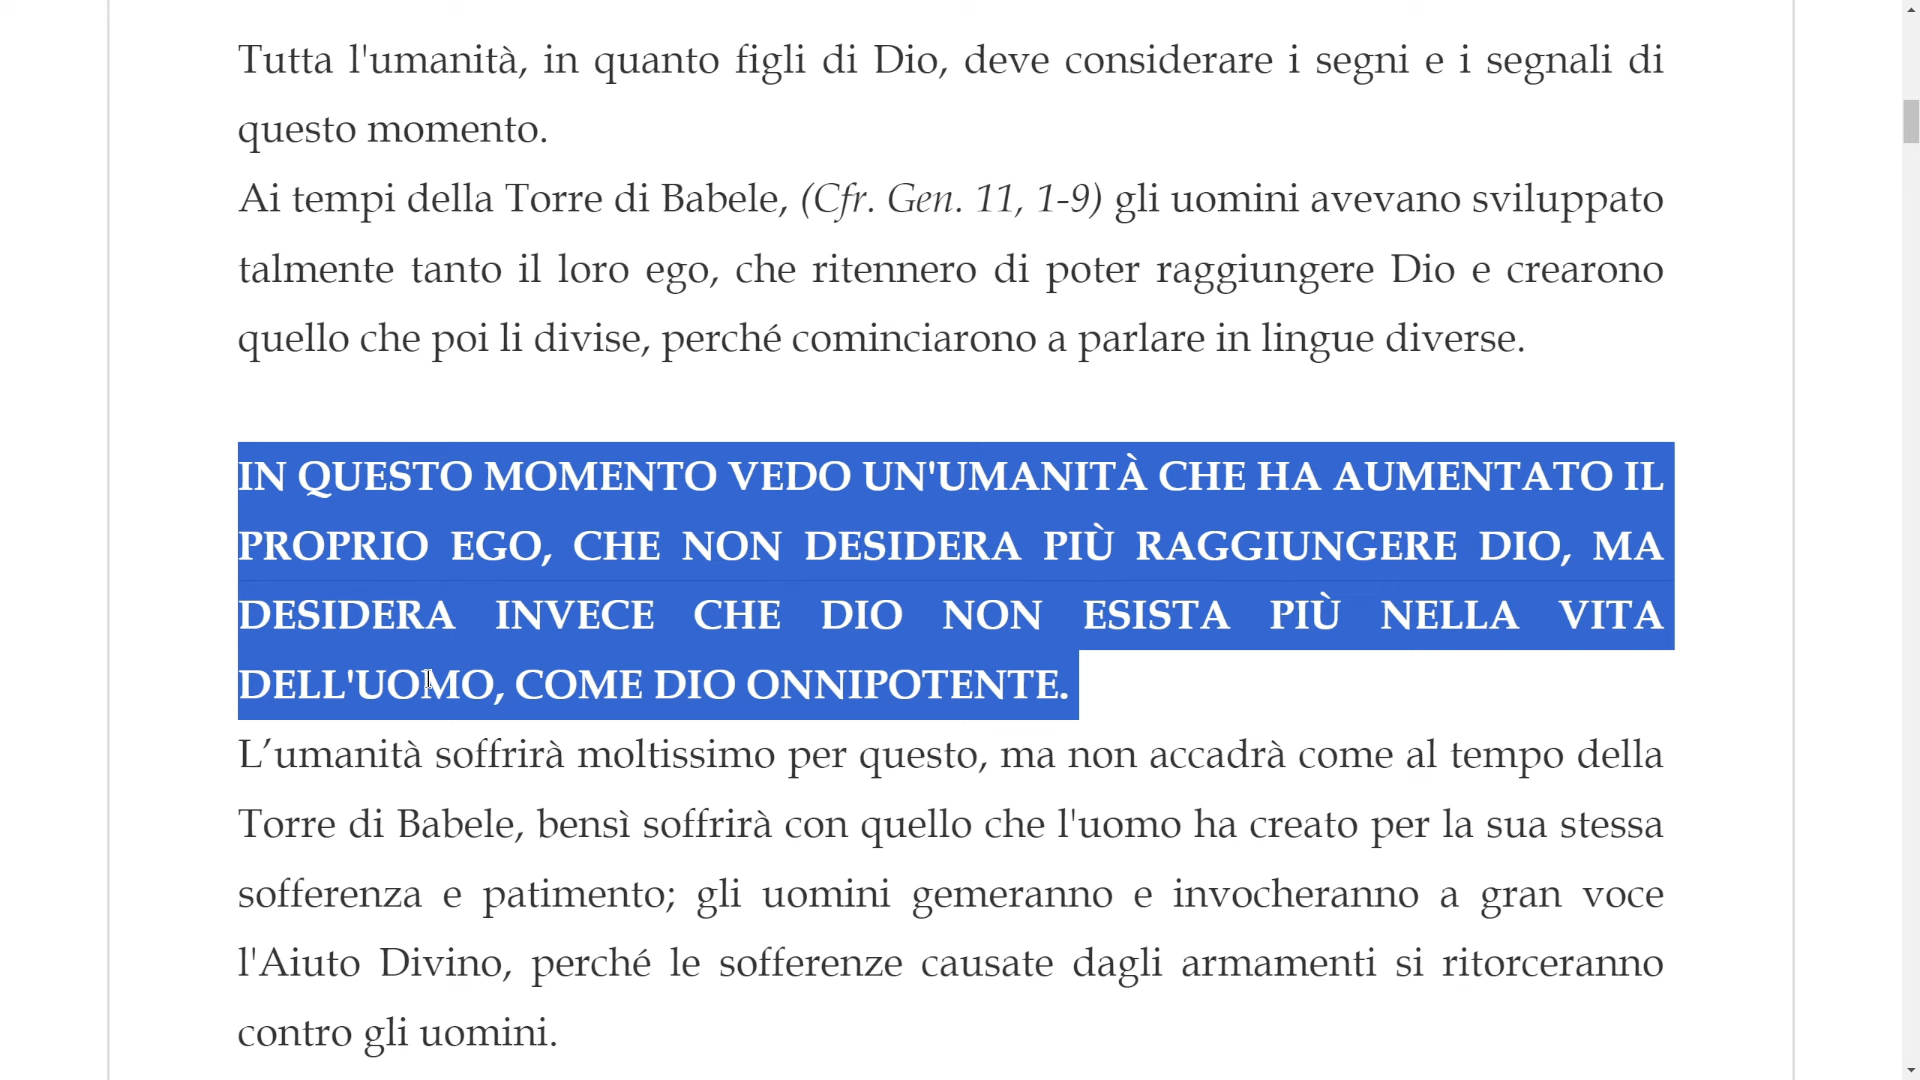 Tutta l'umanità, in quanto figli di Dio, deve considerare i segni e i segnali di
questo momento.
Ai tempi della Torre di Babele, (Cfr. Gen. 11, 1-9) gli uomini avevano sviluppato
talmente tanto il loro ego, che ritennero di poter raggiungere Dio e crearono
quello che poi li divise, perché cominciarono a parlare in lingue diverse.
IN QUESTO MOMENTO VEDO UN'UMANITÀ CHE HA AUMENTATO IL
PROPRIO EGO, CHE NON DESIDERA PIÙ RAGGIUNGERE DIO, MA
DESIDERA INVECE CHE DIO NON ESISTA PIÙ NELLA VITA
DELL'UOMO, COME DIO ONNIPOTENTE.
L’umanità soffrirà moltissimo per questo, ma non accadrà come al tempo della
Torre di Babele, bensì soffrirà con quello che l'uomo ha creato per la sua stessa
sofferenza e patimento; gli uomini gemeranno e invocheranno a gran voce
l'Aiuto Divino, perché le sofferenze causate dagli armamenti si ritorceranno
contro gli uomini.